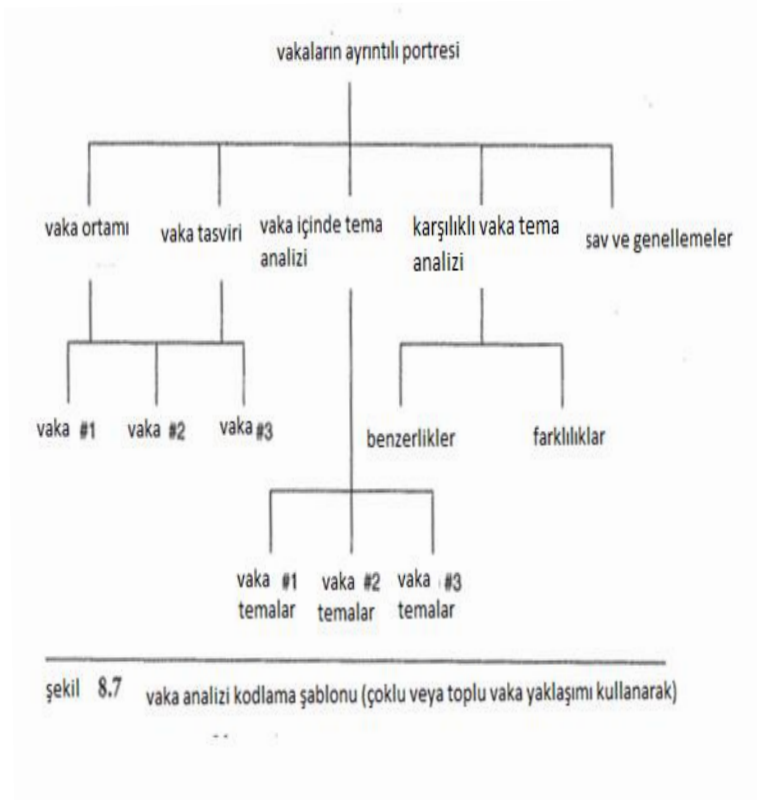 vakaların ayrıntılı portresi
vaka ortamı
vaka tasviri
vaka içinde tema
analizi
karşılıklı vaka tema
analizi
sav ve genellemeler
vaka #1
vaka #2
vaka #3
benzerlikler
farklılıklar
vaka #1
temalar
vaka #2
temalar
vaka #3
temalar
şekil 8.7 vaka analizi kodlama şablonu (çoklu veya toplu vaka yaklaşımı kullanarak)